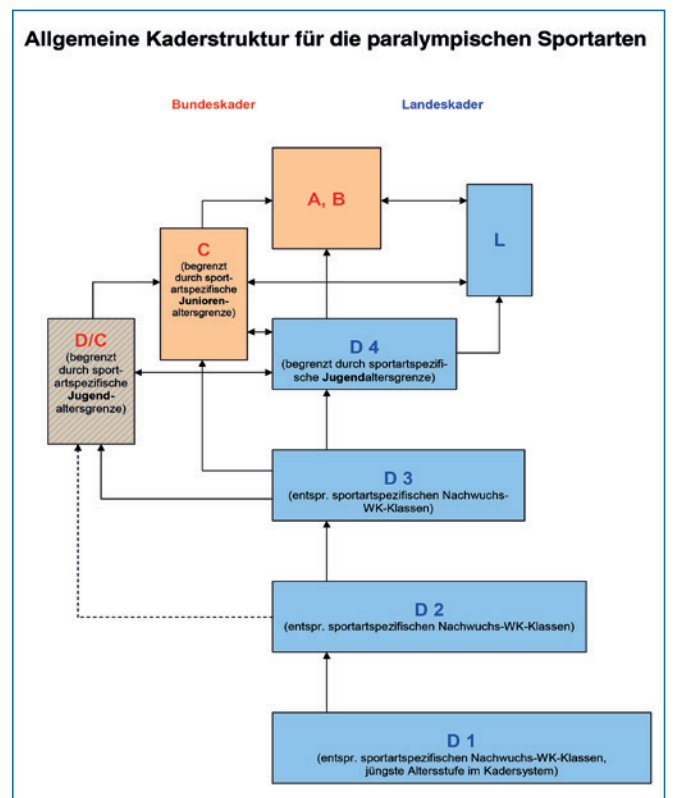 Allgemeine Kaderstruktur für die paralympischen Sportarten
Bundeskader
Landeskader
A, B
L
C
(begrenzt
durch sport-
artspezifische
Junioren-
altersgrenze)
D/C
(begrenzt
durch sport-
artspezifische
Jugend-
altersgrenze)
D 4
(begrenzt durch sportartspezifi-
sche Jugendaltersgrenze)
D 3
(entspr. sportartspezifischen Nachwuchs-
WK-Klassen)
D 2
(entspr. sportartspezifischen Nachwuchs-WK-Klassen)
D 1
(entspr. sportartspezifischen Nachwuchs-WK-Klassen,
jüngste Altersstufe im Kadersystem)